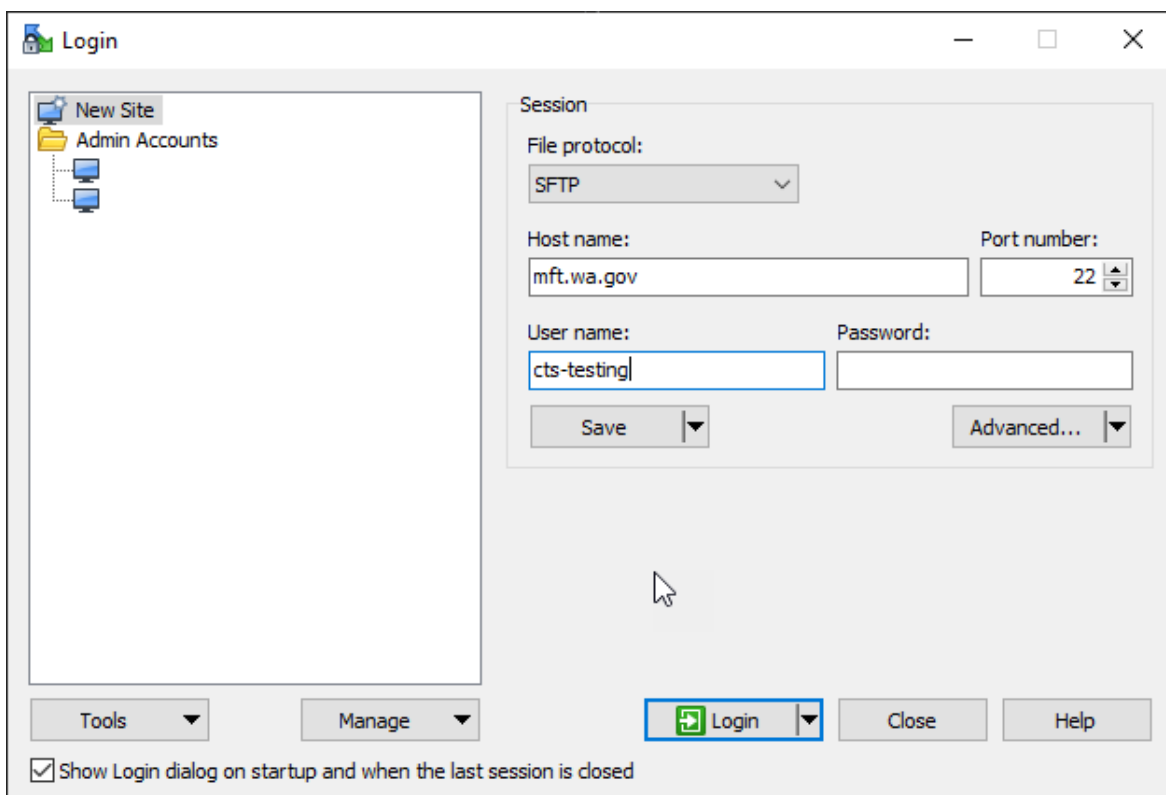 Login
New Site
Admin Accounts
Session
File protocol:
SFTP
Host name:
Port number:
mft.wa.gov
22
User name:
Password:
cts-testing
Save
Advanced...
Tools
Manage
Login
Close
Help
Show Login dialog on startup and when the last session is closed